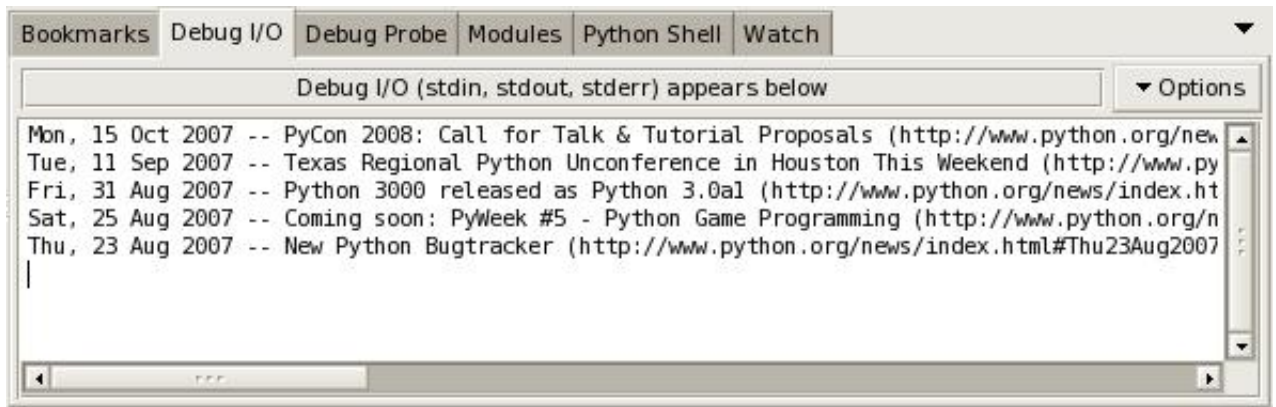 Bookmarks Debug I/O Debug Probe Modules Python Shell Watch
Debug I/O (stdin, stdout, stderr) appears below Options
Mon, 15 Oct 2007 -- PyCon 2008: Call for Talk & Tutorial Proposals (http://www.python.org/new
Tue, 11 Sep 2007 -- Texas Regional Python Unconference in Houston This Weekend (http://www.py
Fri, 31 Aug 2007 -- Python 3000 released as Python 3.0a1 (http://www.python.org/news/index.ht
Sat, 25 Aug 2007 -- Coming soon: PyWeek #5 - Python Game Programming (http://www.python.org/n
Thu, 23 Aug 2007 -- New Python Bugtracker (http://www.python.org/news/index.html#Thu23Aug2007